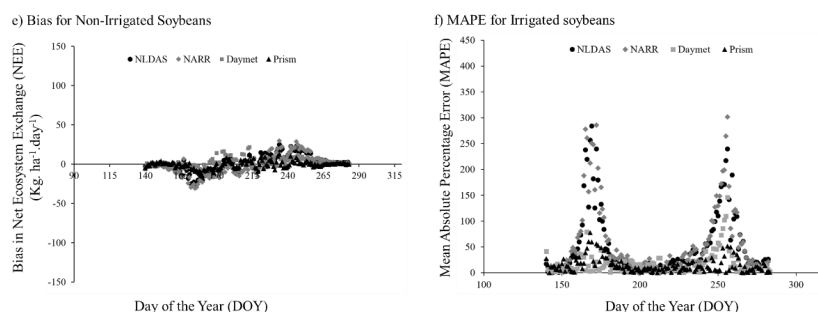 e) Bias for Non-Irrigated Soybeans
Bias in Net Ecosystem Exchange (NEE)
(Kg. ha⁻¹.day⁻¹)
150
100
50
0
-50
-100
-150
NLDAS NARR Daymet Prism
90 115 140 165 190 215 240 265 290 315
Day of the Year (DOY)
f) MAPE for Irrigated soybeans
Mean Absolute Percentage Error (MAPE)
450
400
350
300
250
200
150
100
50
0
NLDAS NARR Daymet Prism
100 150 200 250 300
Day of the Year (DOY)